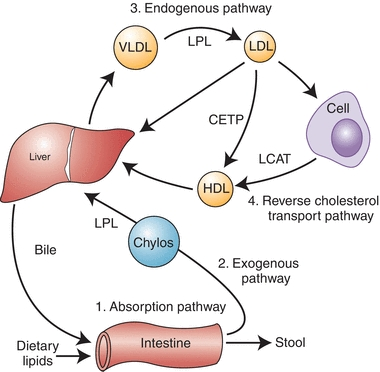 3. Endogenous pathway
VLDL
LPL
LDL
Cell
CETP
Liver
LCAT
HDL
4. Reverse cholesterol
transport pathway
LPL
Chylos
Bile
2. Exogenous
pathway
1. Absorption pathway
Dietary
lipids
Intestine
Stool